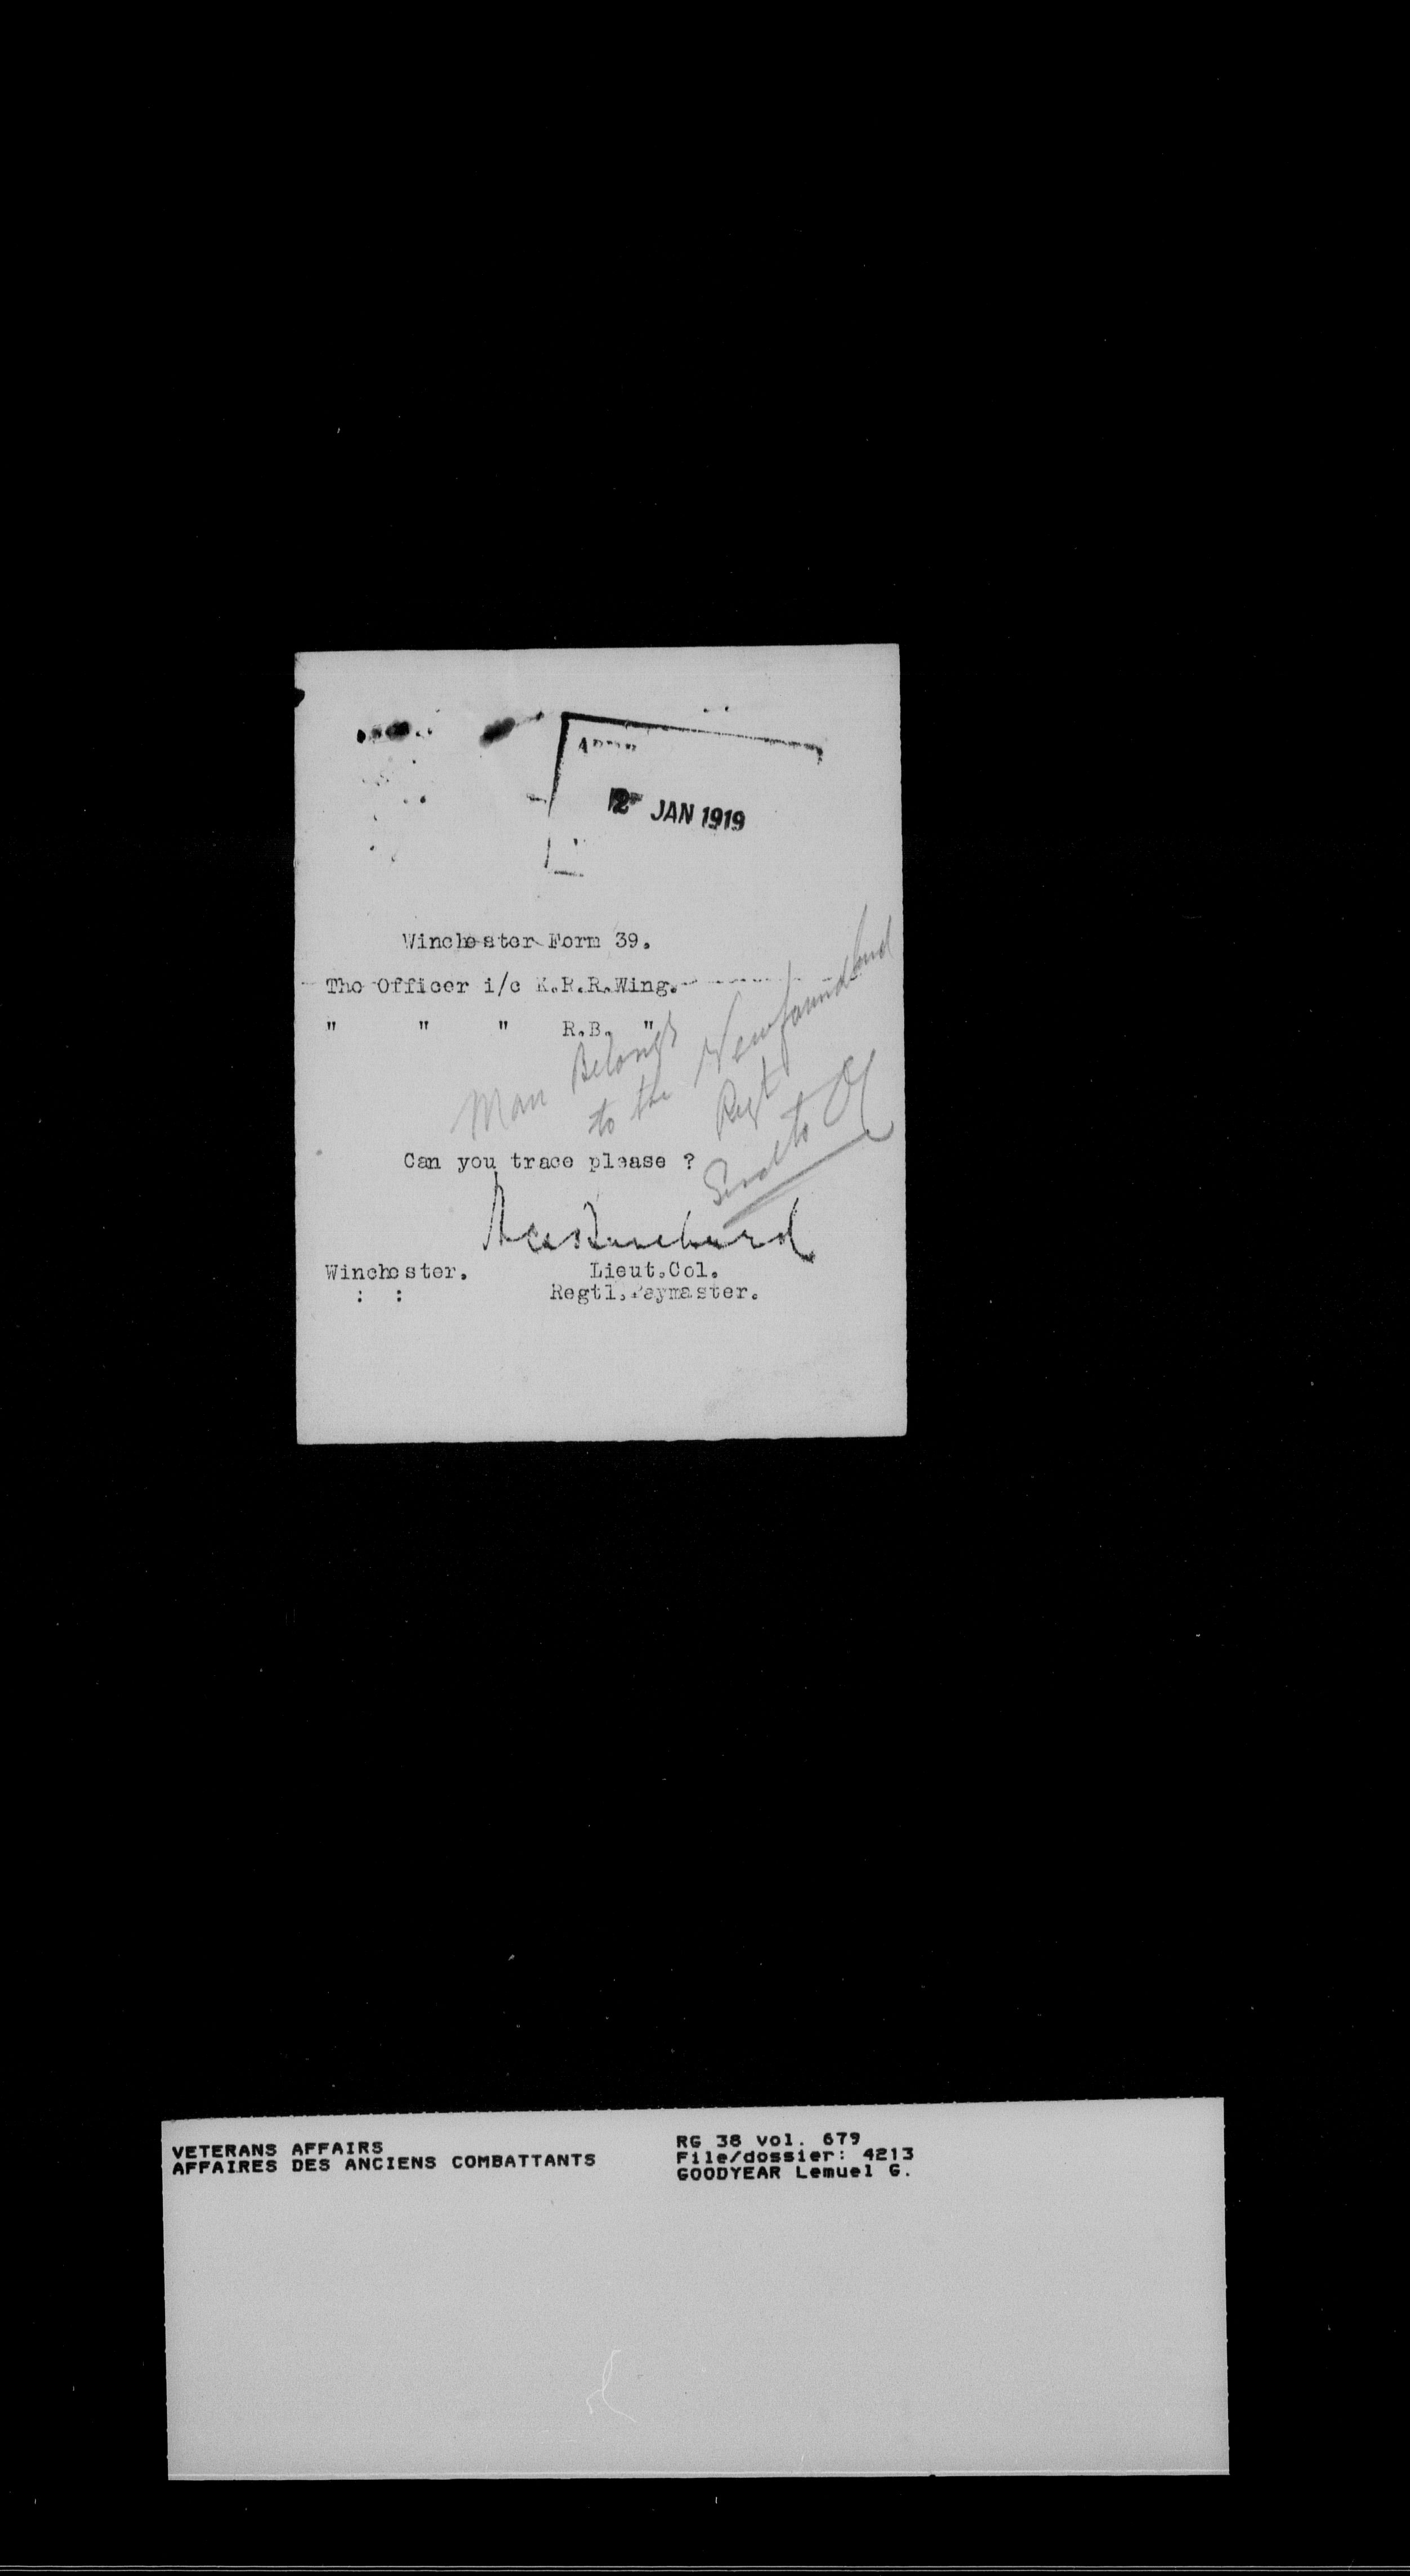 JAN 1919
Winchester Form 39.
The Officer i/c K.R.R.Wing.
" " " R.B. "
Man Belongs
to the Newfoundland
Regt
Send to
Can you trace please ?
Winchester. Lieut.Col.
: : Regtl.Paymaster.
VETERANS AFFAIRS
AFFAIRES DES ANCIENS COMBATTANTS
RG 38 vol. 679
File/dossier: 4213
GOODYEAR Lemuel G.